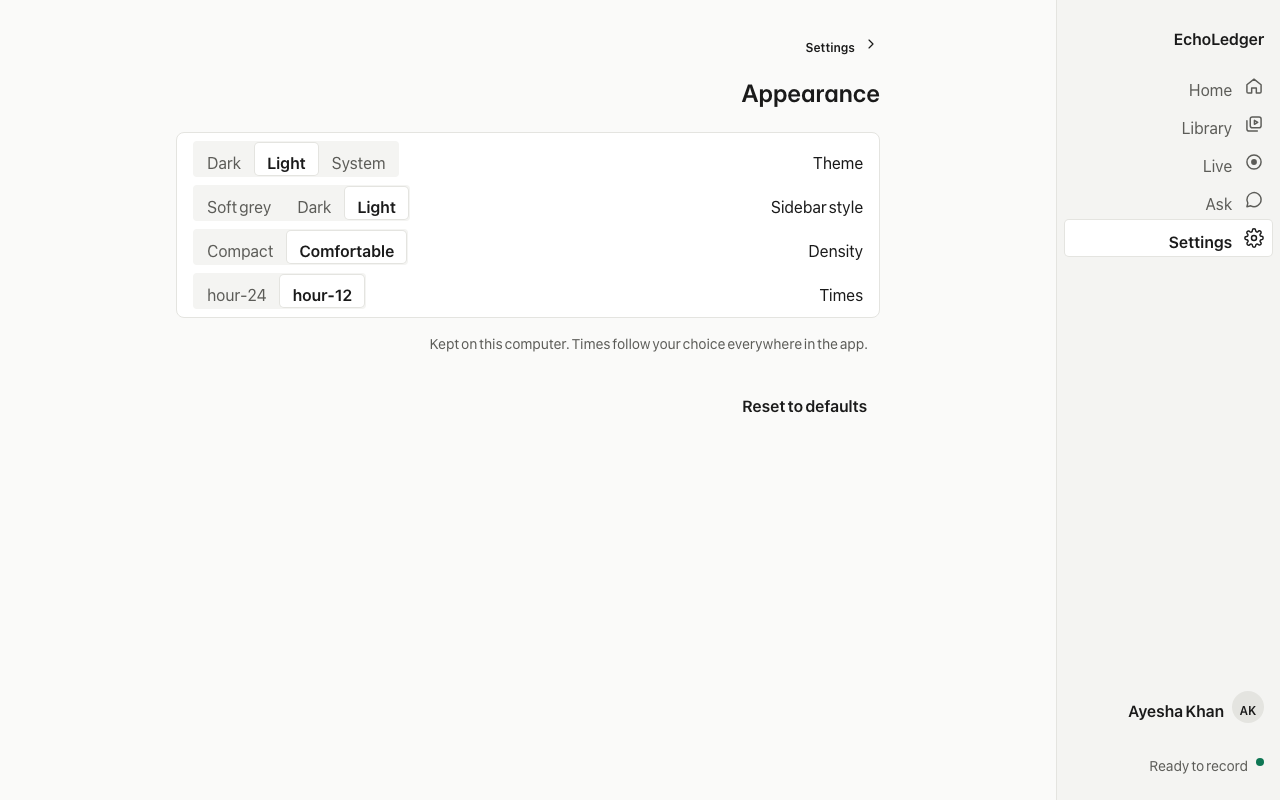 EchoLedger
Home
Library
Live
Ask
Settings
Ayesha Khan
AK
Ready to record
Settings
Appearance
Theme
System
Light
Dark
Sidebar style
Light
Dark
Soft grey
Density
Comfortable
Compact
Times
hour-12
hour-24
Kept on this computer. Times follow your choice everywhere in the app.
Reset to defaults